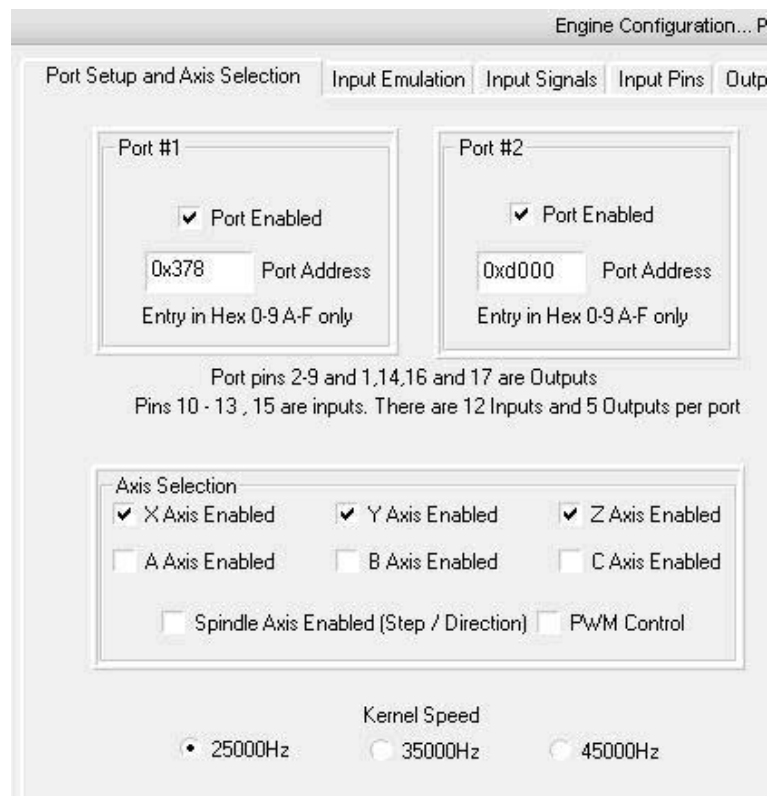 Engine Configuration... P
Port Setup and Axis Selection Input Emulation Input Signals Input Pins Outp
Port #1 Port #2
Port Enabled Port Enabled
0x378 Port Address 0xd000 Port Address
Entry in Hex 0-9 A-F only Entry in Hex 0-9 A-F only
Port pins 2-9 and 1,14,16 and 17 are Outputs
Pins 10 - 13 , 15 are inputs. There are 12 Inputs and 5 Outputs per port
Axis Selection
X Axis Enabled Y Axis Enabled Z Axis Enabled
A Axis Enabled B Axis Enabled C Axis Enabled
Spindle Axis Enabled (Step / Direction) PWM Control
Kernel Speed
25000Hz 35000Hz 45000Hz